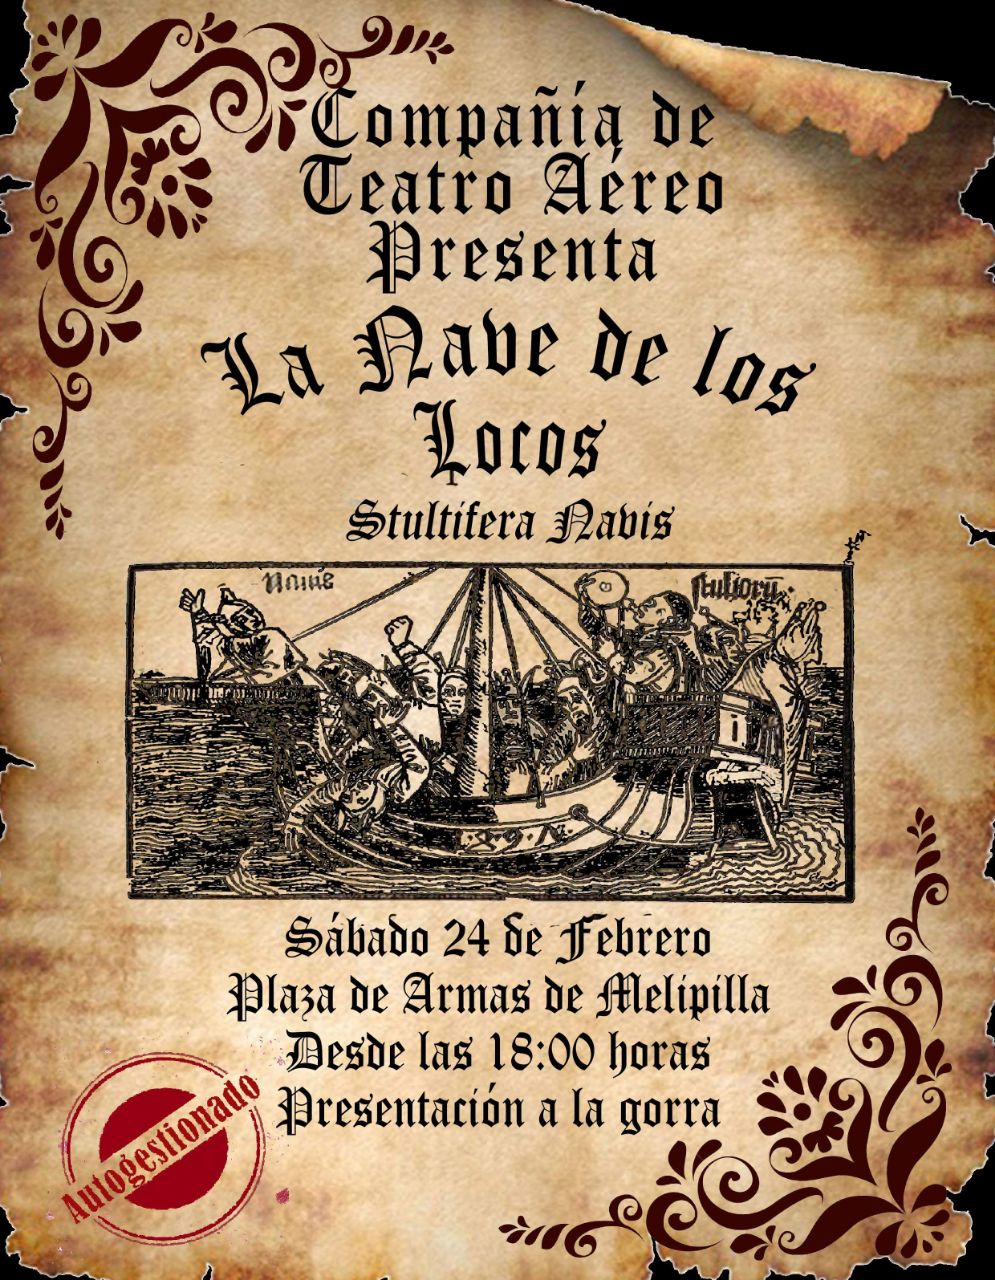 Compañía de
Teatro Aéreo
Presenta
La Nave de los
Locos
Stultifera Navis
Sábado 24 de Febrero
Plaza de Armas de Melipilla
Desde las 18:00 horas
Presentación a la gorra
Autogestionado